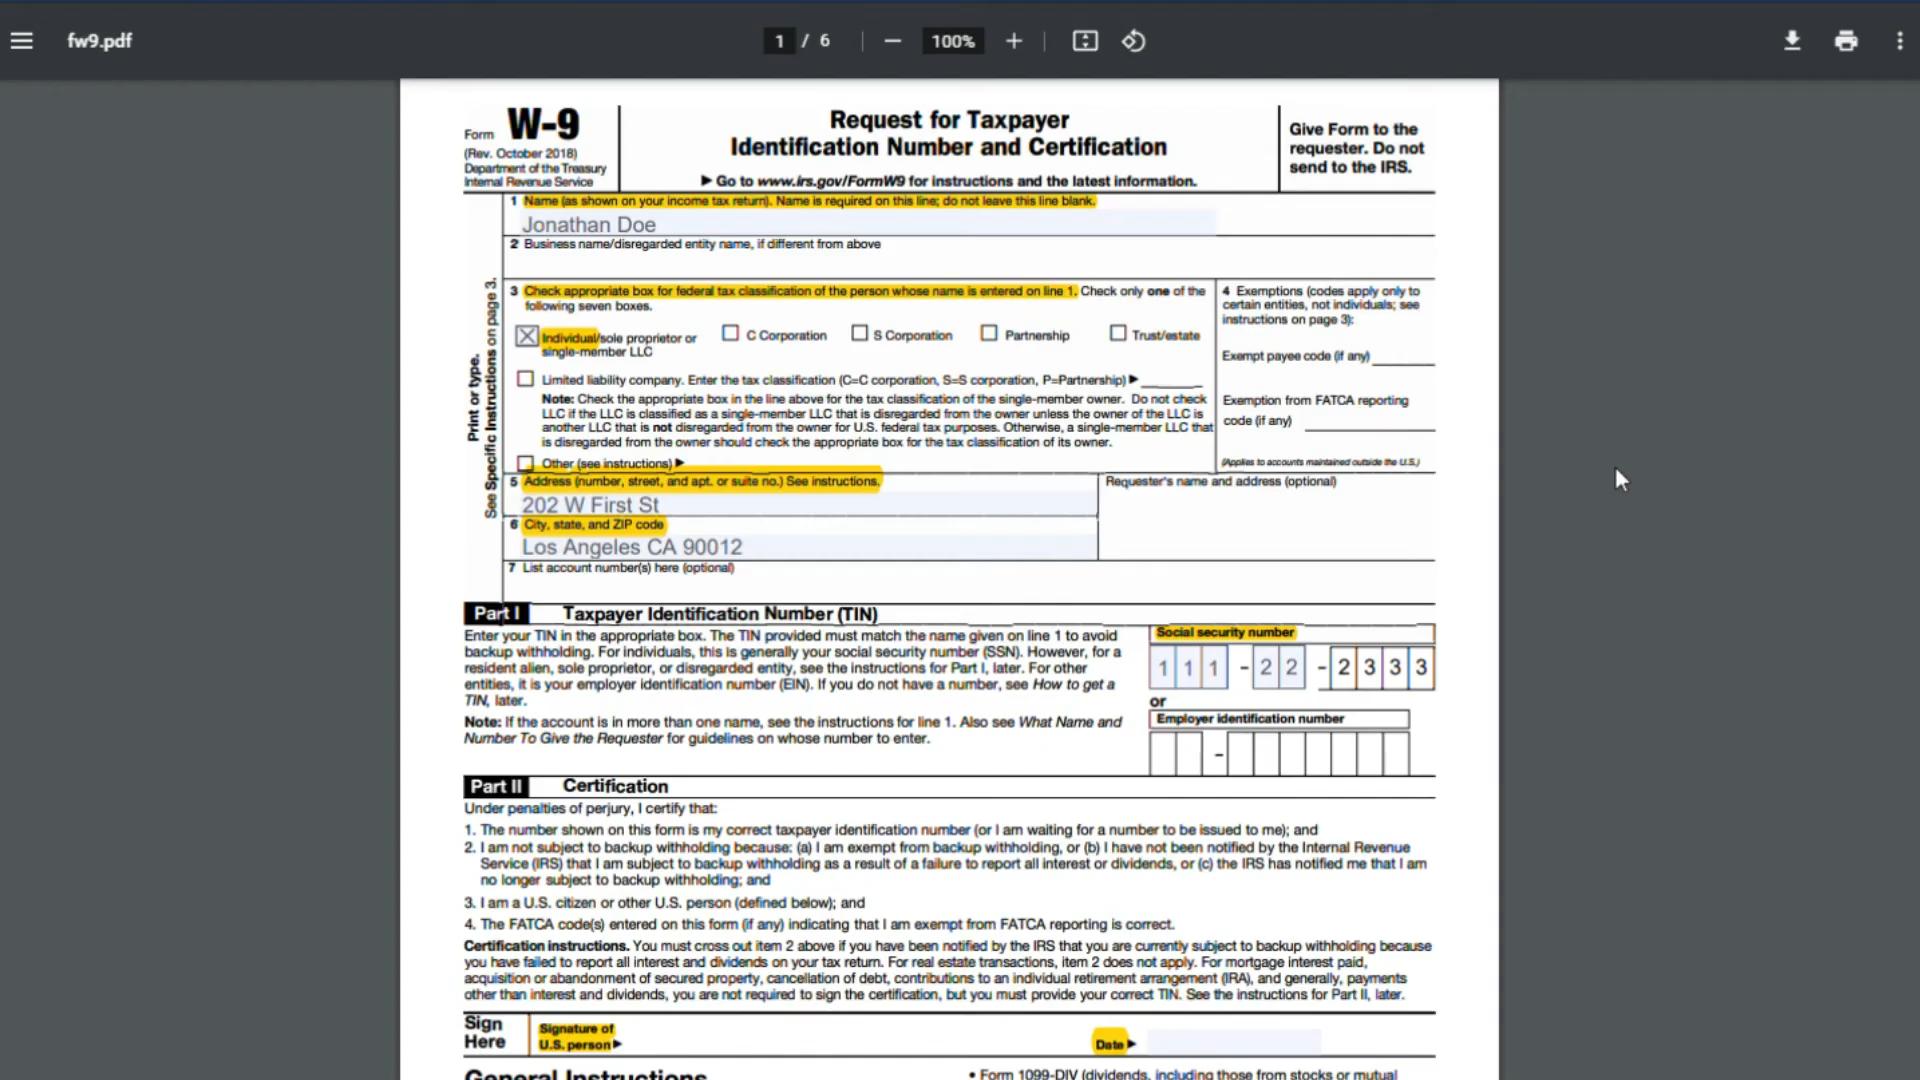 fw9.pdf
1 / 6
100%
Form W-9
(Rev. October 2018)
Department of the Treasury
Internal Revenue Service
Request for Taxpayer
Identification Number and Certification
▶ Go to www.irs.gov/FormW9 for instructions and the latest information.
Give Form to the
requester. Do not
send to the IRS.
Print or type.
See Specific Instructions on page 3.
1 Name (as shown on your income tax return). Name is required on this line; do not leave this line blank.
Jonathan Doe
2 Business name/disregarded entity name, if different from above
3 Check appropriate box for federal tax classification of the person whose name is entered on line 1. Check only one of the
following seven boxes.
Individual/sole proprietor or
single-member LLC
C Corporation
S Corporation
Partnership
Trust/estate
Limited liability company. Enter the tax classification (C=C corporation, S=S corporation, P=Partnership) ▶
Note: Check the appropriate box in the line above for the tax classification of the single-member owner. Do not check
LLC if the LLC is classified as a single-member LLC that is disregarded from the owner unless the owner of the LLC is
another LLC that is not disregarded from the owner for U.S. federal tax purposes. Otherwise, a single-member LLC that
is disregarded from the owner should check the appropriate box for the tax classification of its owner.
Other (see instructions) ▶
4 Exemptions (codes apply only to
certain entities, not individuals; see
instructions on page 3):
Exempt payee code (if any)
Exemption from FATCA reporting
code (if any)
(Applies to accounts maintained outside the U.S.)
5 Address (number, street, and apt. or suite no.) See instructions.
202 W First St
Requester's name and address (optional)
6 City, state, and ZIP code
Los Angeles CA 90012
7 List account number(s) here (optional)
Part I Taxpayer Identification Number (TIN)
Enter your TIN in the appropriate box. The TIN provided must match the name given on line 1 to avoid
backup withholding. For individuals, this is generally your social security number (SSN). However, for a
resident alien, sole proprietor, or disregarded entity, see the instructions for Part I, later. For other
entities, it is your employer identification number (EIN). If you do not have a number, see How to get a
TIN, later.
Note: If the account is in more than one name, see the instructions for line 1. Also see What Name and
Number To Give the Requester for guidelines on whose number to enter.
Social security number
111 - 22 - 2333
or
Employer identification number
-
Part II Certification
Under penalties of perjury, I certify that:
1. The number shown on this form is my correct taxpayer identification number (or I am waiting for a number to be issued to me); and
2. I am not subject to backup withholding because: (a) I am exempt from backup withholding, or (b) I have not been notified by the Internal Revenue
Service (IRS) that I am subject to backup withholding as a result of a failure to report all interest or dividends, or (c) the IRS has notified me that I am
no longer subject to backup withholding; and
3. I am a U.S. citizen or other U.S. person (defined below); and
4. The FATCA code(s) entered on this form (if any) indicating that I am exempt from FATCA reporting is correct.
Certification instructions. You must cross out item 2 above if you have been notified by the IRS that you are currently subject to backup withholding because
you have failed to report all interest and dividends on your tax return. For real estate transactions, item 2 does not apply. For mortgage interest paid,
acquisition or abandonment of secured property, cancellation of debt, contributions to an individual retirement arrangement (IRA), and generally, payments
other than interest and dividends, you are not required to sign the certification, but you must provide your correct TIN. See the instructions for Part II, later.
Sign
Here
Signature of
U.S. person ▶
Date ▶
General Instructions
• Form 1099-DIV (dividends, including those from stocks or mutual